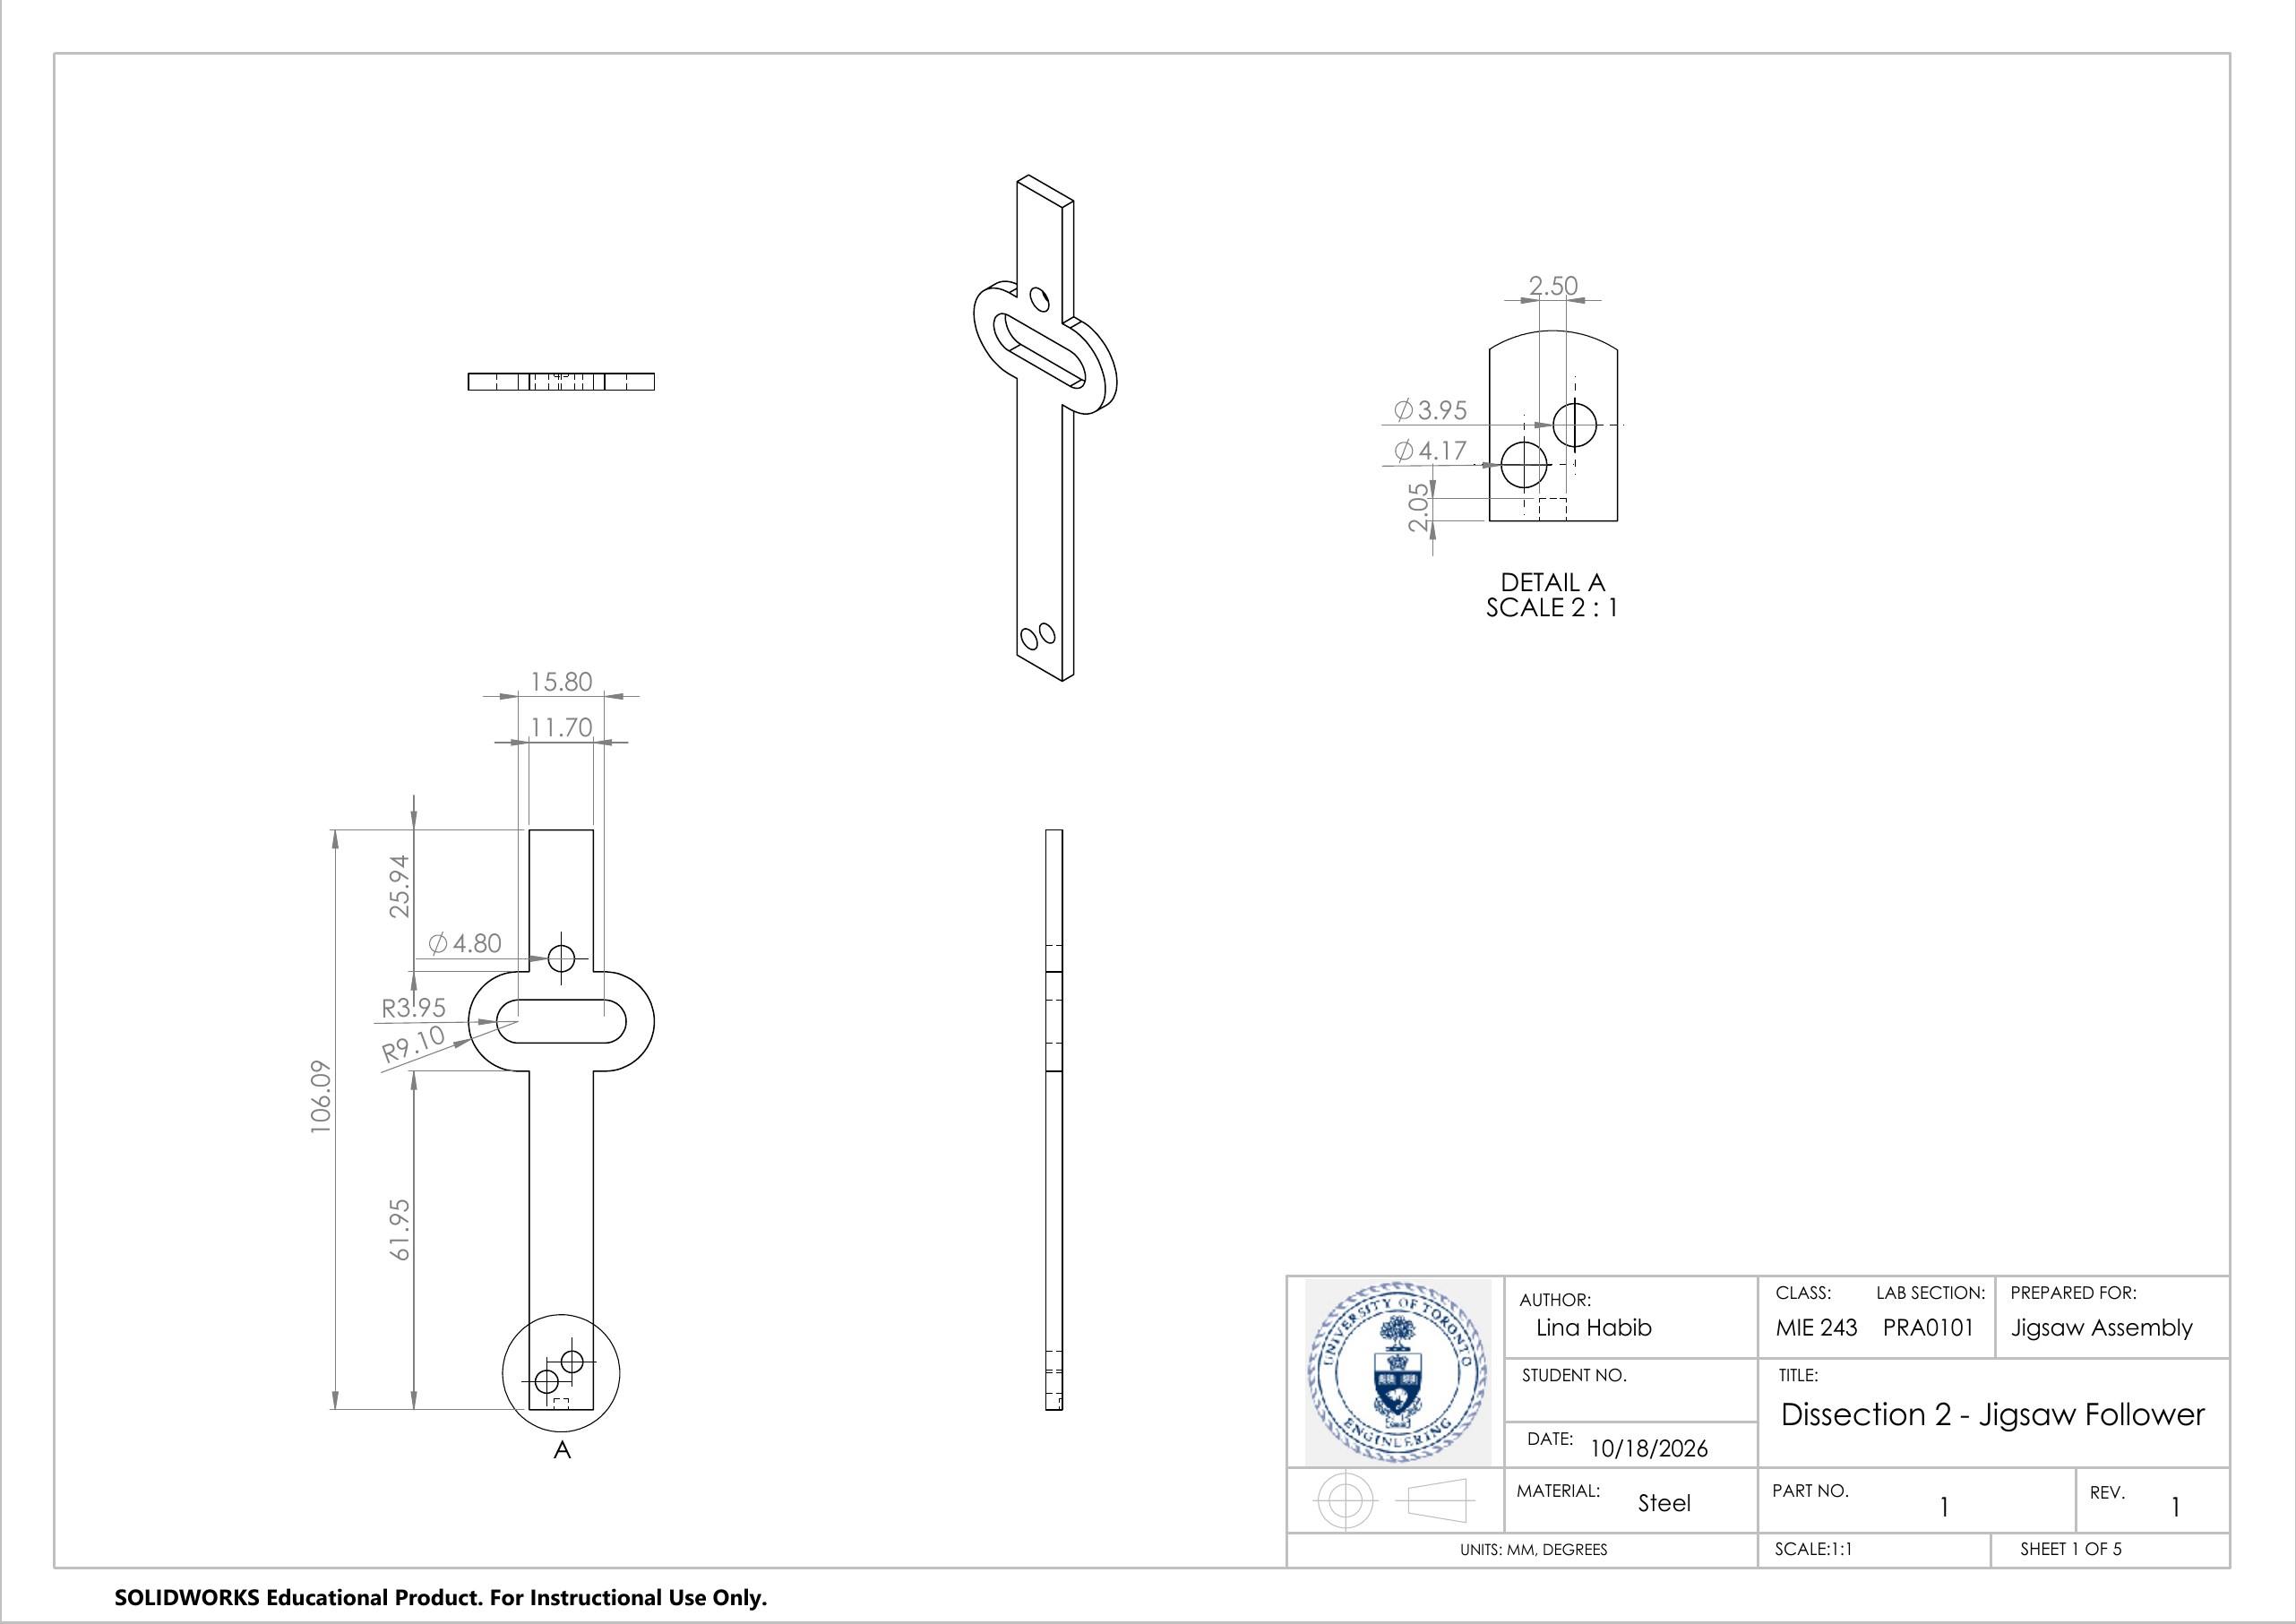 2.50
Ø3.95
Ø4.17
2.05
DETAIL A
SCALE 2 : 1
15.80
11.70
25.94
Ø4.80
R3.95
R9.10
106.09
61.95
A
UNIVERSITY OF TORONTO
ENGINEERING
AUTHOR:
Lina Habib
CLASS: LAB SECTION:
MIE 243 PRA0101
PREPARED FOR:
Jigsaw Assembly
STUDENT NO.
TITLE:
Dissection 2 - Jigsaw Follower
DATE: 10/18/2026
MATERIAL: Steel
PART NO. 1
REV. 1
UNITS: MM, DEGREES
SCALE:1:1
SHEET 1 OF 5
SOLIDWORKS Educational Product. For Instructional Use Only.